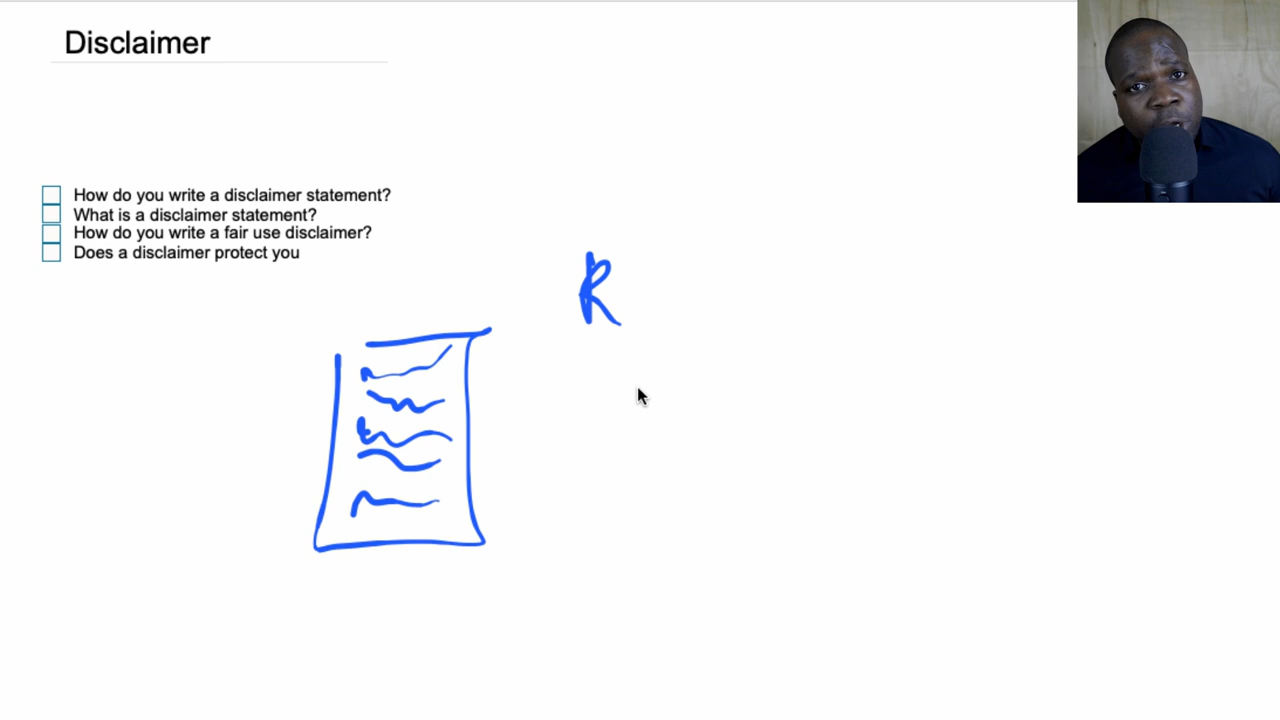 Disclaimer
How do you write a disclaimer statement?
What is a disclaimer statement?
How do you write a fair use disclaimer?
Does a disclaimer protect you
R